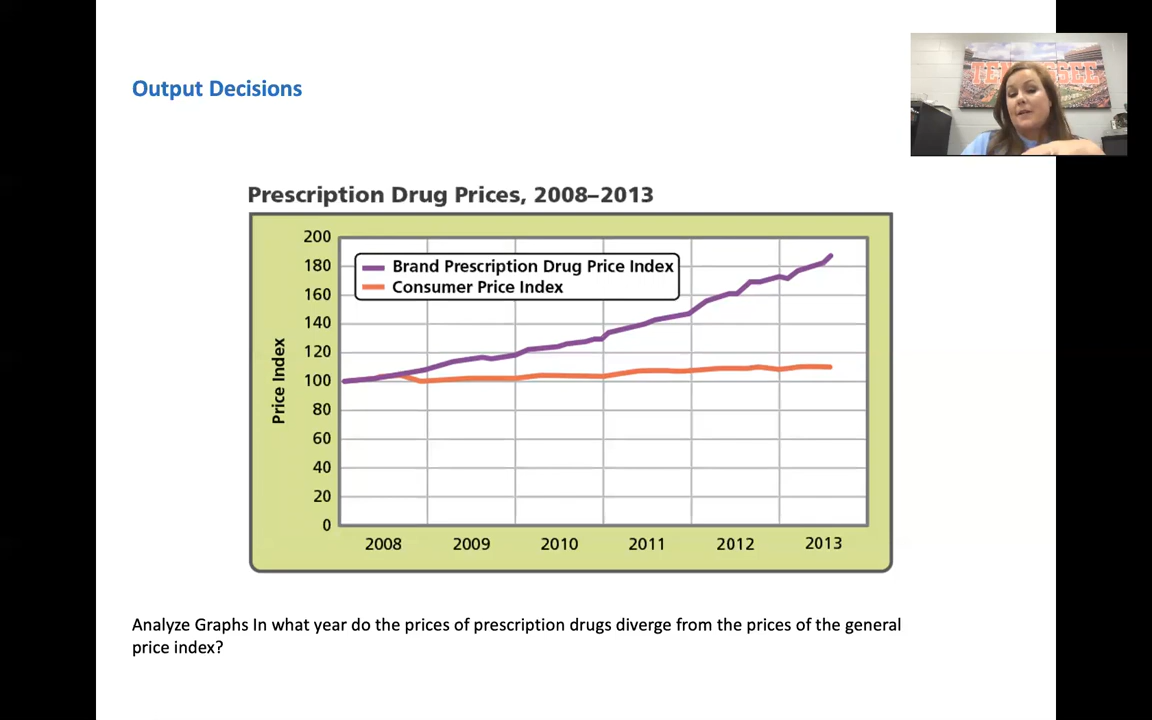 Output Decisions
TENNESSEE
Prescription Drug Prices, 2008–2013
200
180
160
140
120
100
80
60
40
20
0
Price Index
Brand Prescription Drug Price Index
Consumer Price Index
2008 2009 2010 2011 2012 2013
Analyze Graphs In what year do the prices of prescription drugs diverge from the prices of the general
price index?